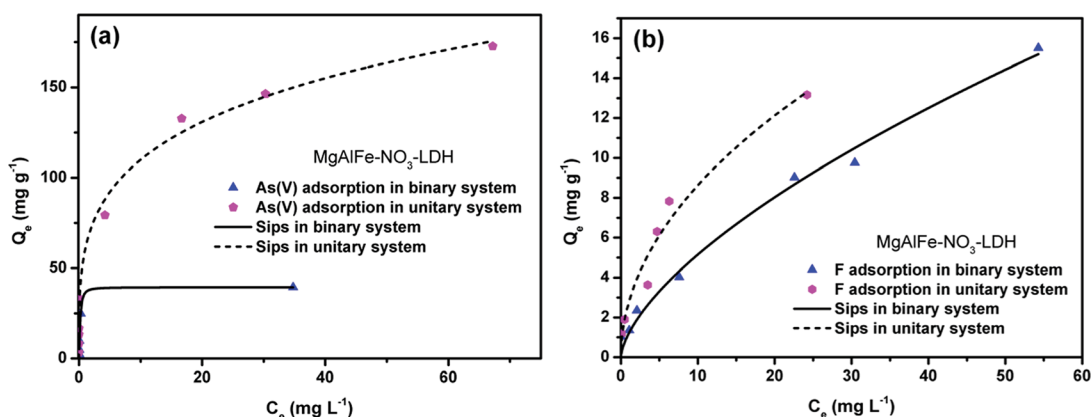 (a)
Qₑ (mg g⁻¹)
150
100
50
0
0
20
40
60
Cₑ (mg L⁻¹)
MgAlFe-NO₃-LDH
As(V) adsorption in binary system
As(V) adsorption in unitary system
Sips in binary system
Sips in unitary system
(b)
Qₑ (mg g⁻¹)
16
14
12
10
8
6
4
2
0
0
10
20
30
40
50
60
Cₑ (mg L⁻¹)
MgAlFe-NO₃-LDH
F adsorption in binary system
F adsorption in unitary system
Sips in binary system
Sips in unitary system